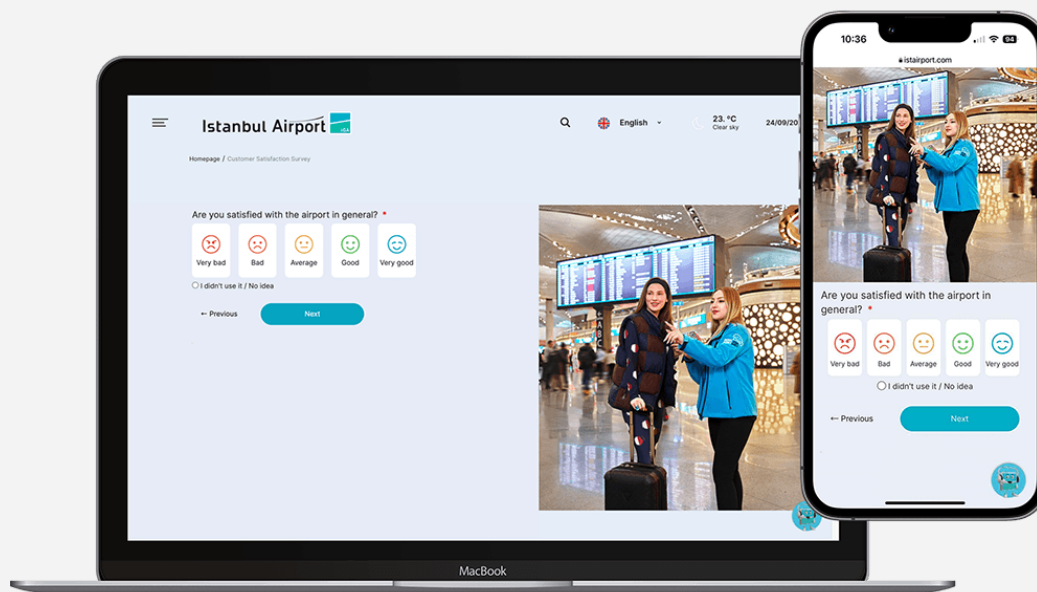 Istanbul Airport
iGA
English
23. °C
Clear sky
24/09/20
Homepage / Customer Satisfaction Survey
Are you satisfied with the airport in general? *
Very bad
Bad
Average
Good
Very good
I didn't use it / No idea
← Previous
Next
MacBook
10:36
94
istairport.com
Are you satisfied with the airport in
general? *
Very bad
Bad
Average
Good
Very good
I didn't use it / No idea
← Previous
Next